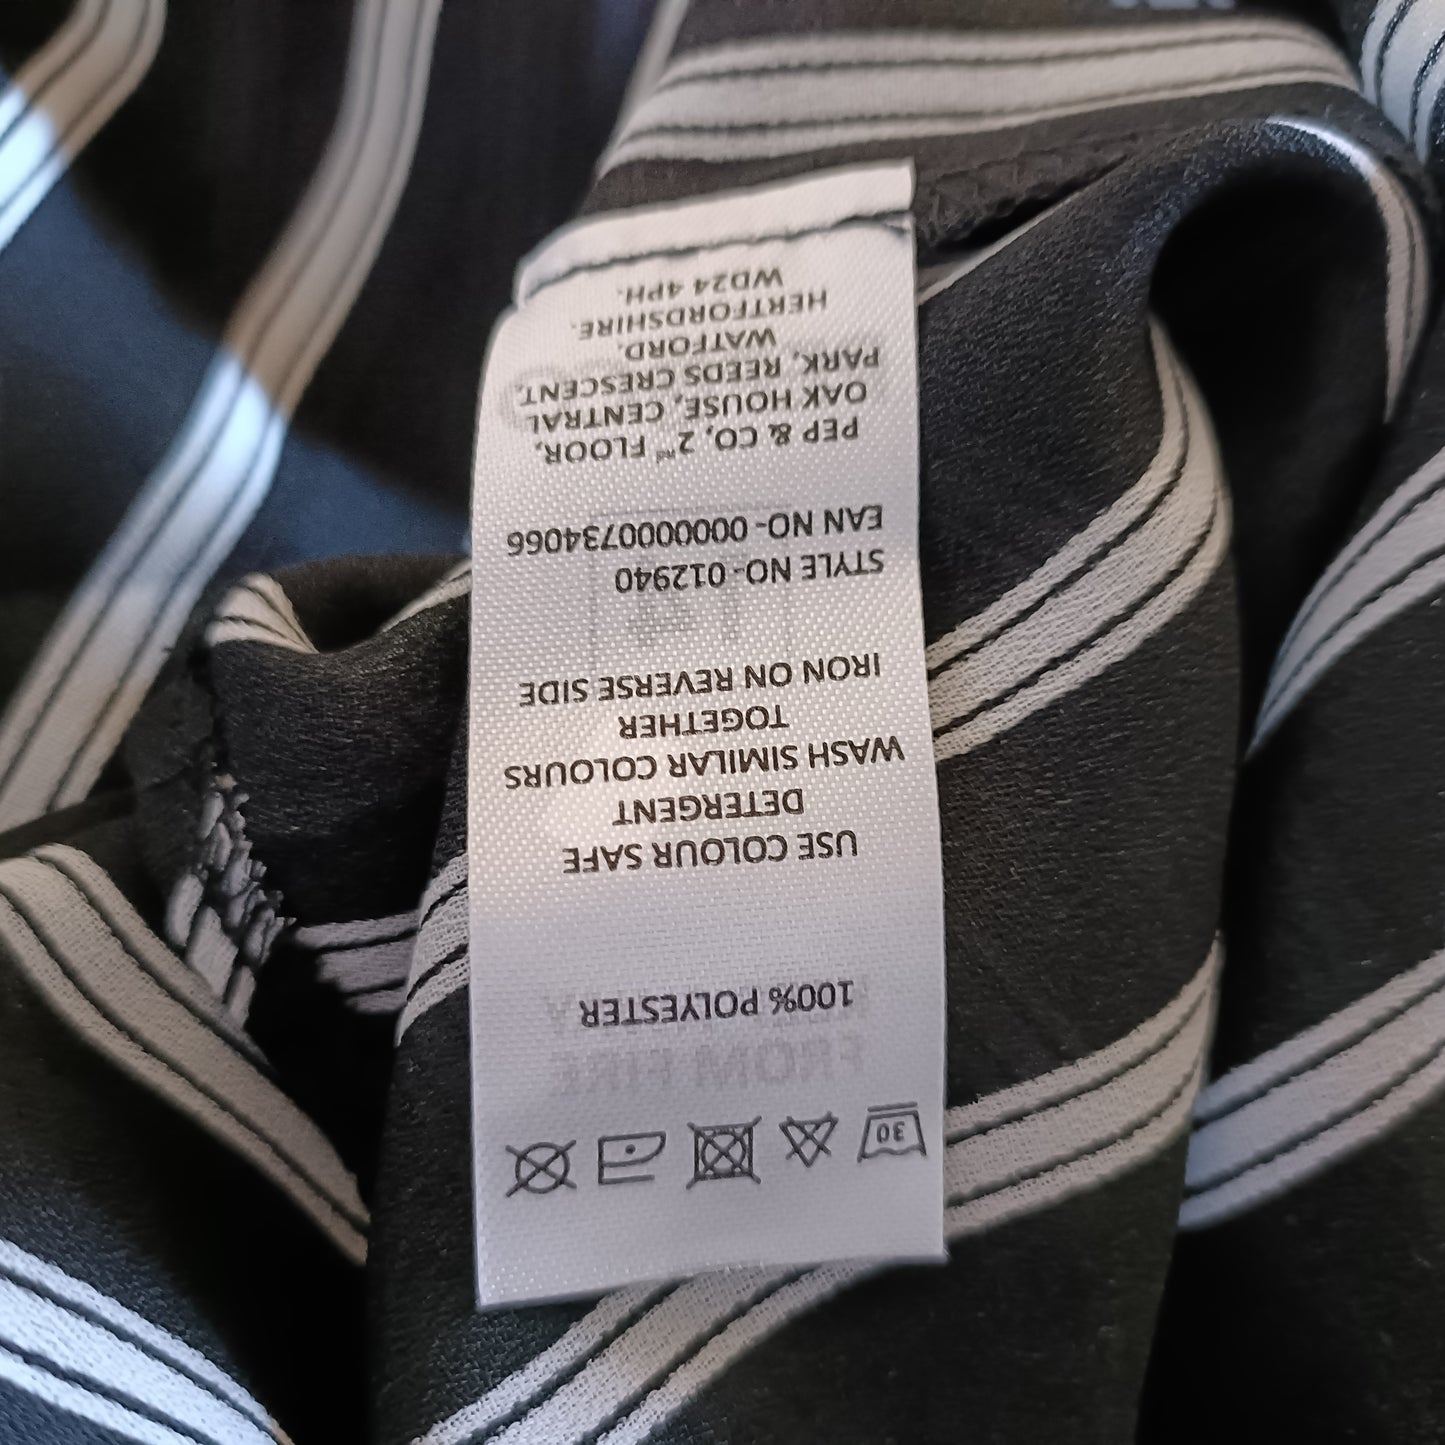 30
100% POLYESTER
USE COLOUR SAFE
DETERGENT
WASH SIMILAR COLOURS
TOGETHER
IRON ON REVERSE SIDE
STYLE NO-012940
EAN NO-0000000734066
PEP & CO, 2nd FLOOR,
OAK HOUSE, CENTRAL
PARK, REEDS CRESCENT,
WATFORD.
HERTFORDSHIRE.
WD24 4PH.